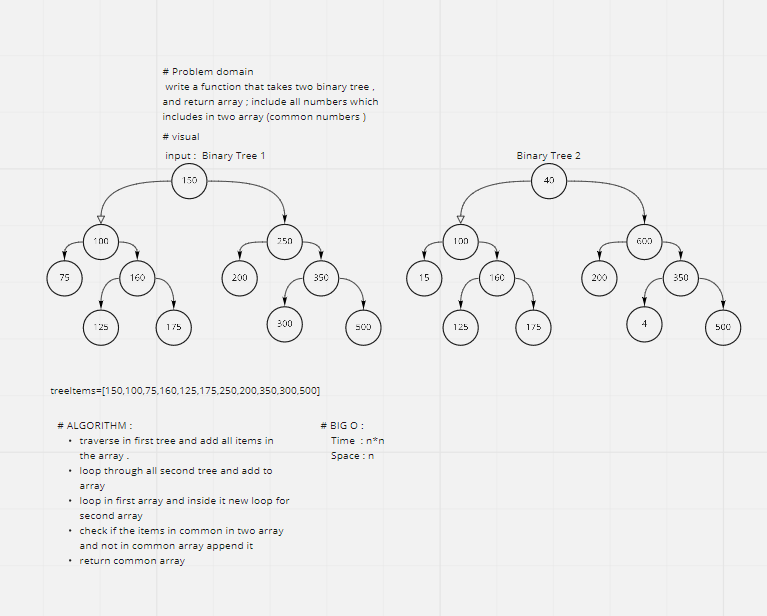 # Problem domain
write a function that takes two binary tree ,
and return array ; include all numbers which
includes in two array (common numbers )
# visual
input : Binary Tree 1
Binary Tree 2
150
40
100
250
100
600
75
160
200
350
15
160
200
350
125
175
300
500
125
175
4
500
treeItems=[150,100,75,160,125,175,250,200,350,300,500]
# ALGORITHM :
• traverse in first tree and add all items in
the array .
• loop through all second tree and add to
array
• loop in first array and inside it new loop for
second array
• check if the items in common in two array
and not in common array append it
• return common array
# BIG O :
Time : n*n
Space : n